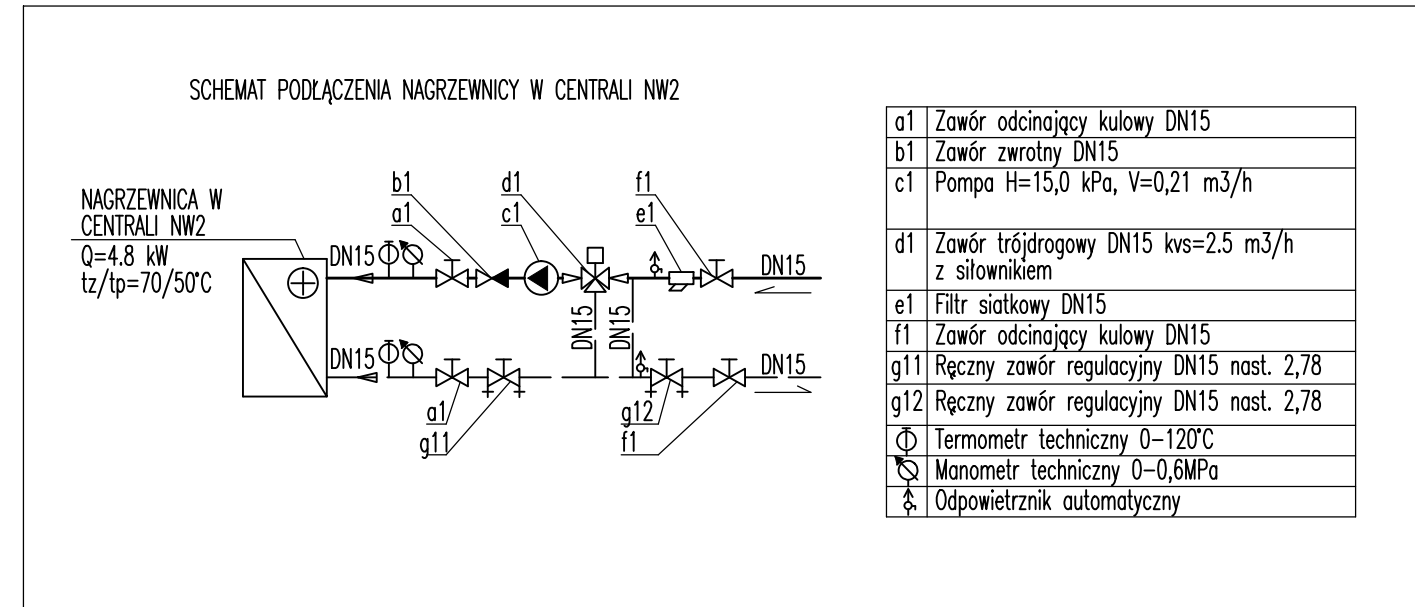 SCHEMAT PODŁĄCZENIA NAGRZEWNICY W CENTRALI NW2
NAGRZEWNICA W
CENTRALI NW2
Q=4.8 kW
tz/tp=70/50°C
b1
a1
d1
c1
f1
e1
DN15
DN15
DN15
DN15
DN15
DN15
a1
g11
g12
f1
a1 Zawór odcinający kulowy DN15
b1 Zawór zwrotny DN15
c1 Pompa H=15,0 kPa, V=0,21 m3/h
d1 Zawór trójdrogowy DN15 kvs=2.5 m3/h
z siłownikiem
e1 Filtr siatkowy DN15
f1 Zawór odcinający kulowy DN15
g11 Ręczny zawór regulacyjny DN15 nast. 2,78
g12 Ręczny zawór regulacyjny DN15 nast. 2,78
Termometr techniczny 0-120°C
Manometr techniczny 0-0,6MPa
Odpowietrznik automatyczny